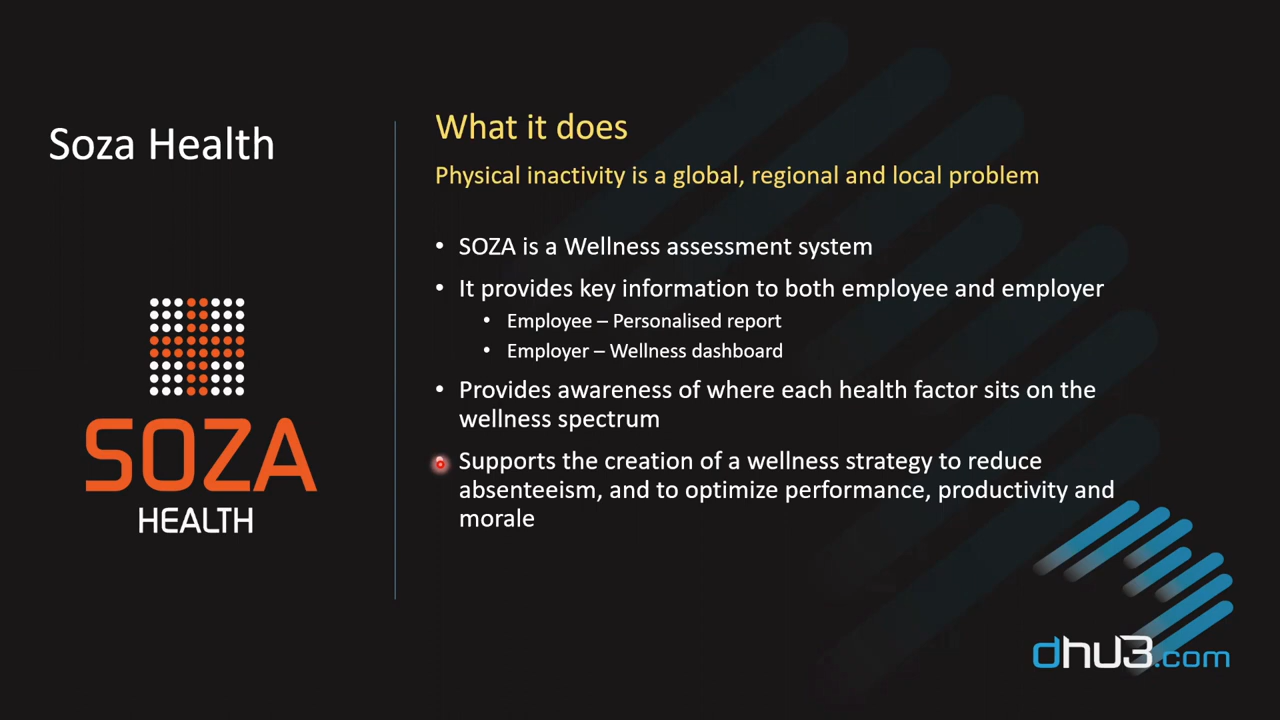 Soza Health
SOZA
HEALTH
What it does
Physical inactivity is a global, regional and local problem
• SOZA is a Wellness assessment system
• It provides key information to both employee and employer
• Employee – Personalised report
• Employer – Wellness dashboard
• Provides awareness of where each health factor sits on the
wellness spectrum
Supports the creation of a wellness strategy to reduce
absenteeism, and to optimize performance, productivity and
morale
dhu3.com